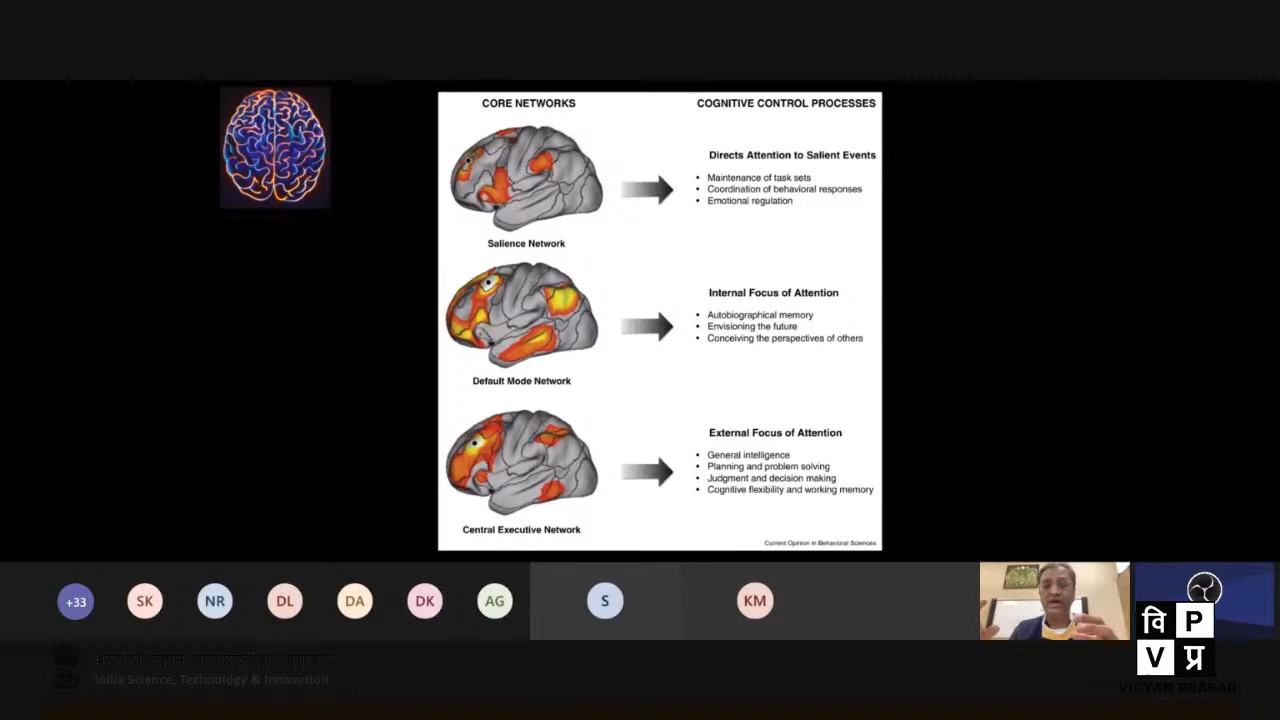 CORE NETWORKS
COGNITIVE CONTROL PROCESSES
Directs Attention to Salient Events
• Maintenance of task sets
• Coordination of behavioral responses
• Emotional regulation
Salience Network
Internal Focus of Attention
• Autobiographical memory
• Envisioning the future
• Conceiving the perspectives of others
Default Mode Network
External Focus of Attention
• General intelligence
• Planning and problem solving
• Judgment and decision making
• Cognitive flexibility and working memory
Central Executive Network
Current Opinion in Behavioral Sciences
+33 SK NR DL DA DK AG S KM
वि P
V प्र
India Science, Technology & Innovation
VIGYAN PRASAR